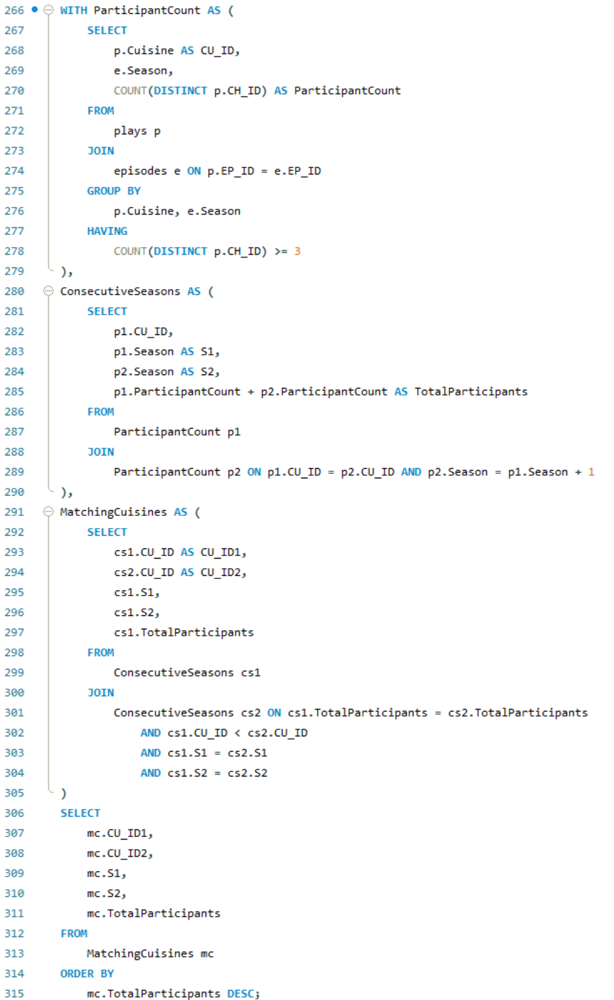 266 WITH ParticipantCount AS (
267 SELECT
268 p.Cuisine AS CU_ID,
269 e.Season,
270 COUNT(DISTINCT p.CH_ID) AS ParticipantCount
271 FROM
272 plays p
273 JOIN
274 episodes e ON p.EP_ID = e.EP_ID
275 GROUP BY
276 p.Cuisine, e.Season
277 HAVING
278 COUNT(DISTINCT p.CH_ID) >= 3
279 ),
280 ConsecutiveSeasons AS (
281 SELECT
282 p1.CU_ID,
283 p1.Season AS S1,
284 p2.Season AS S2,
285 p1.ParticipantCount + p2.ParticipantCount AS TotalParticipants
286 FROM
287 ParticipantCount p1
288 JOIN
289 ParticipantCount p2 ON p1.CU_ID = p2.CU_ID AND p2.Season = p1.Season + 1
290 ),
291 MatchingCuisines AS (
292 SELECT
293 cs1.CU_ID AS CU_ID1,
294 cs2.CU_ID AS CU_ID2,
295 cs1.S1,
296 cs1.S2,
297 cs1.TotalParticipants
298 FROM
299 ConsecutiveSeasons cs1
300 JOIN
301 ConsecutiveSeasons cs2 ON cs1.TotalParticipants = cs2.TotalParticipants
302 AND cs1.CU_ID < cs2.CU_ID
303 AND cs1.S1 = cs2.S1
304 AND cs1.S2 = cs2.S2
305 )
306 SELECT
307 mc.CU_ID1,
308 mc.CU_ID2,
309 mc.S1,
310 mc.S2,
311 mc.TotalParticipants
312 FROM
313 MatchingCuisines mc
314 ORDER BY
315 mc.TotalParticipants DESC;